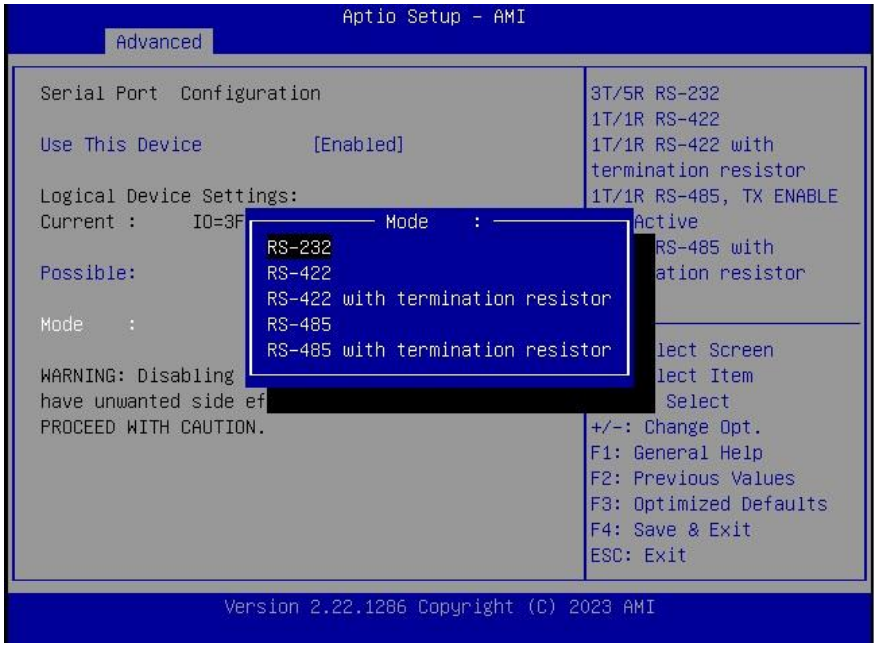 Aptio Setup – AMI
Advanced
Serial Port Configuration
Use This Device [Enabled]
Logical Device Settings:
Current : IO=3F
Possible:
Mode :
WARNING: Disabling
have unwanted side ef
PROCEED WITH CAUTION.
Mode :
RS-232
RS-422
RS-422 with termination resistor
RS-485
RS-485 with termination resistor
3T/5R RS-232
1T/1R RS-422
1T/1R RS-422 with
termination resistor
1T/1R RS-485, TX ENABLE
Active
RS-485 with
ation resistor
lect Screen
lect Item
Select
+/-: Change Opt.
F1: General Help
F2: Previous Values
F3: Optimized Defaults
F4: Save & Exit
ESC: Exit
Version 2.22.1286 Copyright (C) 2023 AMI